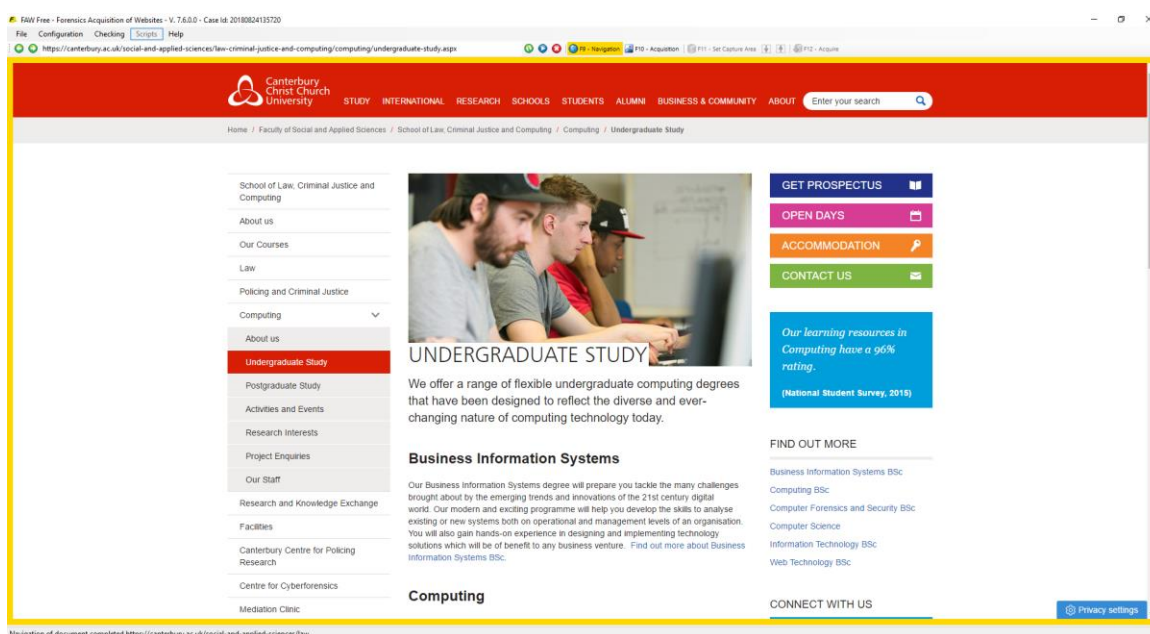 FAW Free - Forensics Acquisition of Websites - V. 7.6.0.0 - Case Id: 20180824135720
File Configuration Checking Scripts Help
https://canterbury.ac.uk/social-and-applied-sciences/law-criminal-justice-and-computing/computing/undergraduate-study.aspx F9 - Navigation F10 - Acquisition F11 - Set Capture Area F12 - Acquire
Canterbury
Christ Church
University
STUDY INTERNATIONAL RESEARCH SCHOOLS STUDENTS ALUMNI BUSINESS & COMMUNITY ABOUT Enter your search
Home / Faculty of Social and Applied Sciences / School of Law, Criminal Justice and Computing / Computing / Undergraduate Study
School of Law, Criminal Justice and
Computing
About us
Our Courses
Law
Policing and Criminal Justice
Computing
About us
Undergraduate Study
Postgraduate Study
Activities and Events
Research Interests
Project Enquiries
Our Staff
Research and Knowledge Exchange
Facilities
Canterbury Centre for Policing
Research
Centre for Cyberforensics
Mediation Clinic
UNDERGRADUATE STUDY
We offer a range of flexible undergraduate computing degrees
that have been designed to reflect the diverse and ever-
changing nature of computing technology today.
Business Information Systems
Our Business Information Systems degree will prepare you tackle the many challenges
brought about by the emerging trends and innovations of the 21st century digital
world. Our modern and exciting programme will help you develop the skills to analyse
existing or new systems both on operational and management levels of an organisation.
You will also gain hands-on experience in designing and implementing technology
solutions which will be of benefit to any business venture. Find out more about Business
Information Systems BSc.
Computing
GET PROSPECTUS
OPEN DAYS
ACCOMMODATION
CONTACT US
Our learning resources in
Computing have a 96%
rating.
(National Student Survey, 2015)
FIND OUT MORE
Business Information Systems BSc
Computing BSc
Computer Forensics and Security BSc
Computer Science
Information Technology BSc
Web Technology BSc
CONNECT WITH US
Privacy settings
Navigation of document completed https://canterbury.ac.uk/social-and-applied-sciences/law